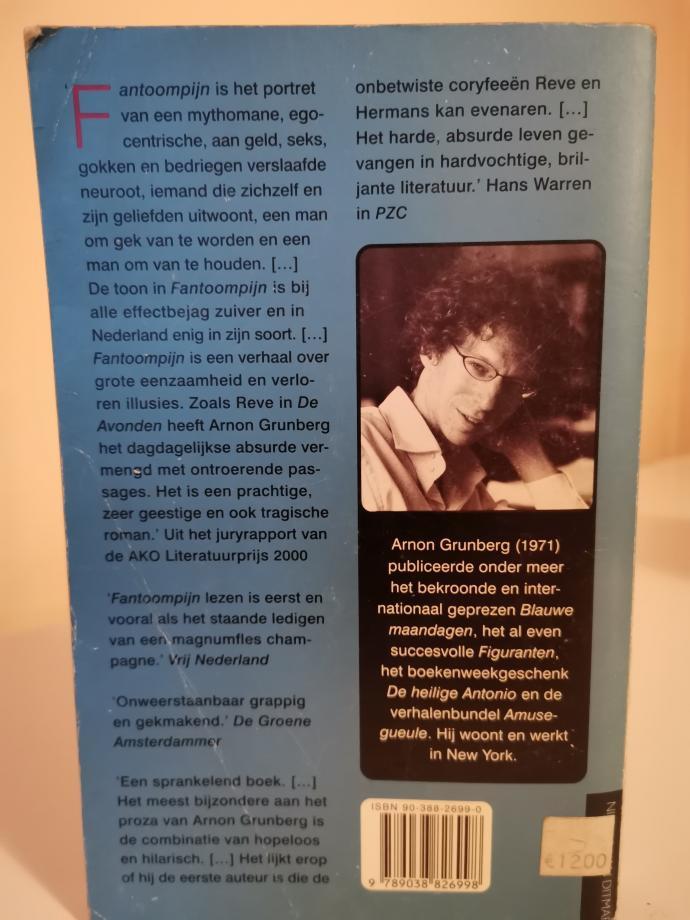 'Fantoompijn is het portret
van een mythomane, ego-
centrische, aan geld, seks,
gokken en bedriegen verslaafde
neuroot, iemand die zichzelf en
zijn geliefden uitwoont, een man
om gek van te worden en een
man om van te houden. [...]
De toon in Fantoompijn is bij
alle effectbejag zuiver en in
Nederland enig in zijn soort. [...]
Fantoompijn is een verhaal over
grote eenzaamheid en verlo-
ren illusies. Zoals Reve in De
Avonden heeft Arnon Grunberg
het dagdagelijkse absurde ver-
mengd met ontroerende pas-
sages. Het is een prachtige,
zeer geestige en ook tragische
roman.' Uit het juryrapport van
de AKO Literatuurprijs 2000
'Fantoompijn lezen is eerst en
vooral als het staande ledigen
van een magnumfles cham-
pagne.' Vrij Nederland
'Onweerstaanbaar grappig
en gekmakend.' De Groene
Amsterdammer
'Een sprankelend boek. [...]
Het meest bijzondere aan het
proza van Arnon Grunberg is
de combinatie van hopeloos
en hilarisch. [...] Het lijkt erop
of hij de eerste auteur is die de
onbetwiste coryfeeën Reve en
Hermans kan evenaren. [...]
Het harde, absurde leven ge-
vangen in hardvochtige, bril-
jante literatuur.' Hans Warren
in PZC
Arnon Grunberg (1971)
publiceerde onder meer
het bekroonde en inter-
nationaal geprezen Blauwe
maandagen, het al even
succesvolle Figuranten,
het boekenweekgeschenk
De heilige Antonio en de
verhalenbundel Amuse-
gueule. Hij woont en werkt
in New York.
ISBN 90-388-2699-0
9 789038 826998
€12.00